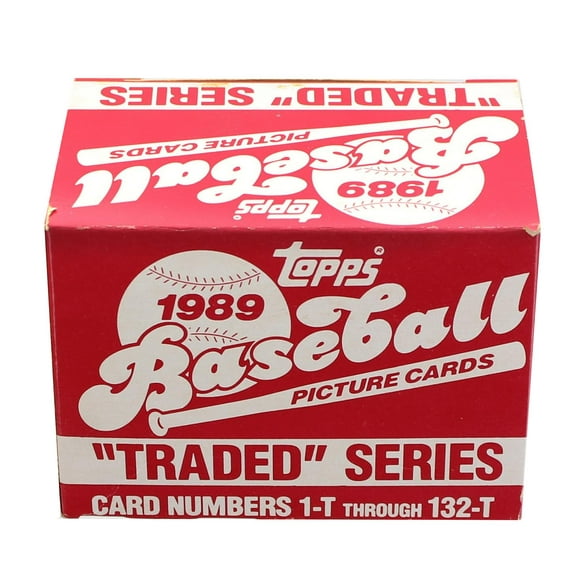 "TRADED" SERIES
PICTURE CARDS
Baseball
1989
TOPPS
TOPPS®
1989
Baseball
PICTURE CARDS
"TRADED" SERIES
CARD NUMBERS 1-T THROUGH 132-T